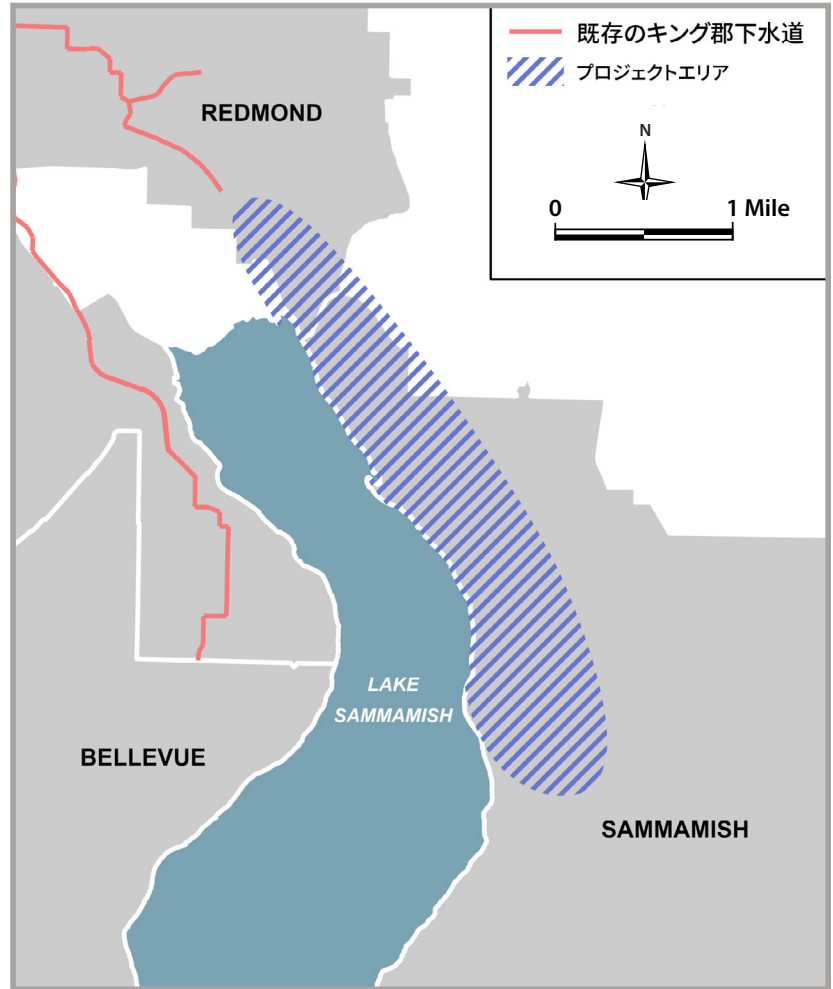 既存のキング郡下水道
プロジェクトエリア
REDMOND
N
0 1 Mile
LAKE
SAMMAMISH
BELLEVUE
SAMMAMISH